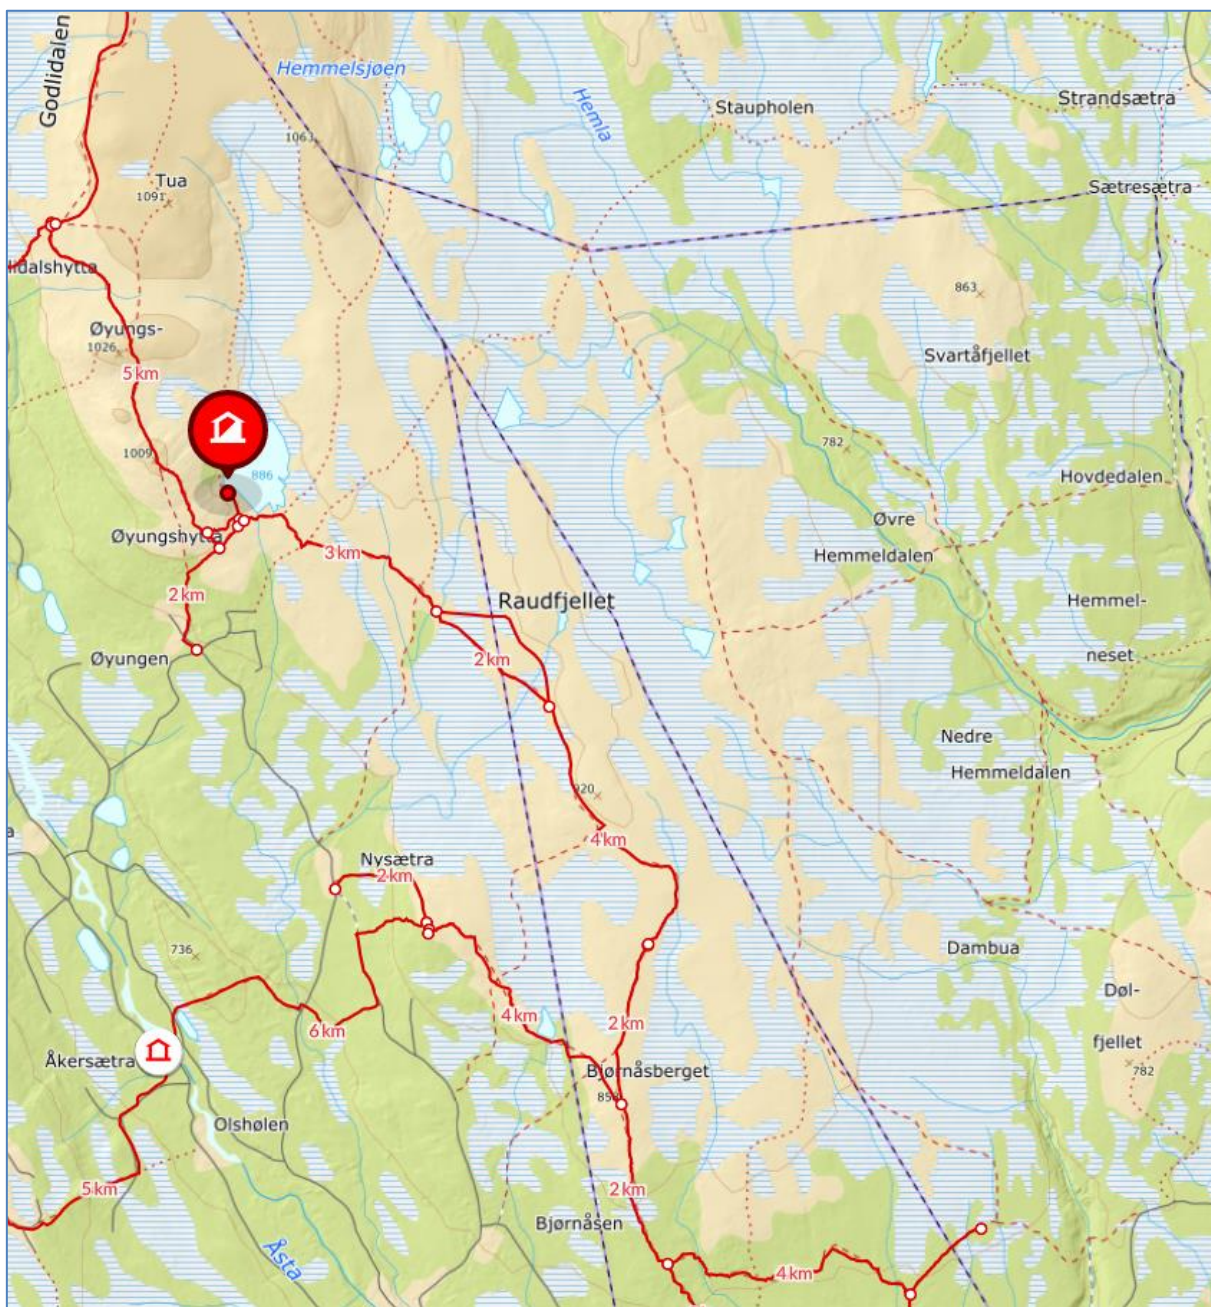 Godlidalen
Hemmelsjøen
Hemla
Staupholen
Strandsætra
1063
Tua
1091
Sætresætra
lidalshytta
863
Øyungs-
1026
Svartåfjellet
5 km
782
1009
886
Hovdedalen
Øvre
Øyungshytta
3 km
Hemmeldalen
2 km
Raudfjellet
Hemmel-
Øyungen
2 km
neset
Nedre
Hemmeldalen
920
a
4 km
Nysætra
2 km
736
Dambua
Døl-
4 km
2 km
6 km
fjellet
Åkersætra
Bjørnåsberget
782
Olshølen
5 km
2 km
Bjørnåsen
Åsta
4 km